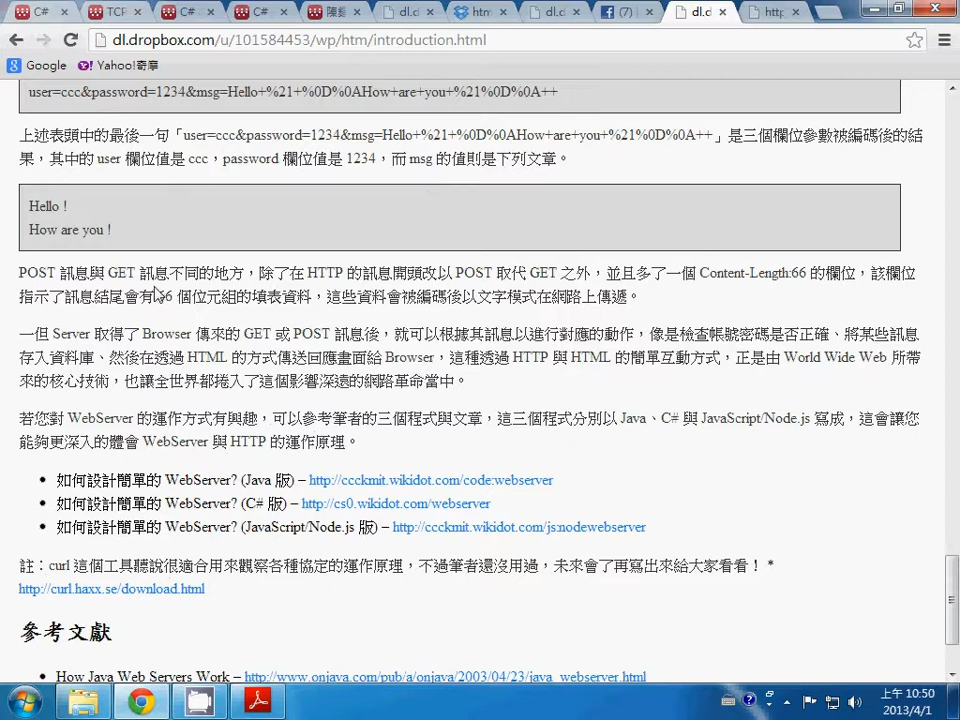 C#
TCP
C#
C#
dl.c
htm
dl.c
(7)
dl.c
http
dl.dropbox.com/u/101584453/wp/htm/introduction.html
Google Yahoo!奇摩
user=ccc&password=1234&msg=Hello+%21+%0D%0AHow+are+you+%21%0D%0A++
上述表頭中的最後一句「user=ccc&password=1234&msg=Hello+%21+%0D%0AHow+are+you+%21%0D%0A++」是三個欄位參數被編碼後的結
果，其中的 user 欄位值是 ccc，password 欄位值是 1234，而 msg 的值則是下列文章。
Hello !
How are you !
POST 訊息與 GET 訊息不同的地方，除了在 HTTP 的訊息開頭改以 POST 取代 GET 之外，並且多了一個 Content-Length:66 的欄位，該欄位
指示了訊息結尾會有 66 個位元組的填表資料，這些資料會被編碼後以文字模式在網路上傳遞。
一但 Server 取得了 Browser 傳來的 GET 或 POST 訊息後，就可以根據其訊息以進行對應的動作，像是檢查帳號密碼是否正確、將某些訊息
存入資料庫、然後在透過 HTML 的方式傳送回應畫面給 Browser，這種透過 HTTP 與 HTML 的簡單互動方式，正是由 World Wide Web 所帶
來的核心技術，也讓全世界都捲入了這個影響深遠的網路革命當中。
若您對 WebServer 的運作方式有興趣，可以參考筆者的三個程式與文章，這三個程式分別以 Java、C# 與 JavaScript/Node.js 寫成，這會讓您
能夠更深入的體會 WebServer 與 HTTP 的運作原理。
如何設計簡單的 WebServer? (Java 版) – http://ccckmit.wikidot.com/code:webserver
如何設計簡單的 WebServer? (C# 版) – http://cs0.wikidot.com/webserver
如何設計簡單的 WebServer? (JavaScript/Node.js 版) – http://ccckmit.wikidot.com/js:nodewebserver
註：curl 這個工具聽說很適合用來觀察各種協定的運作原理，不過筆者還沒用過，未來會了再寫出來給大家看看！ *
http://curl.haxx.se/download.html
參考文獻
How Java Web Servers Work – http://www.onjava.com/pub/a/onjava/2003/04/23/java_webserver.html
上午 10:50
2013/4/1